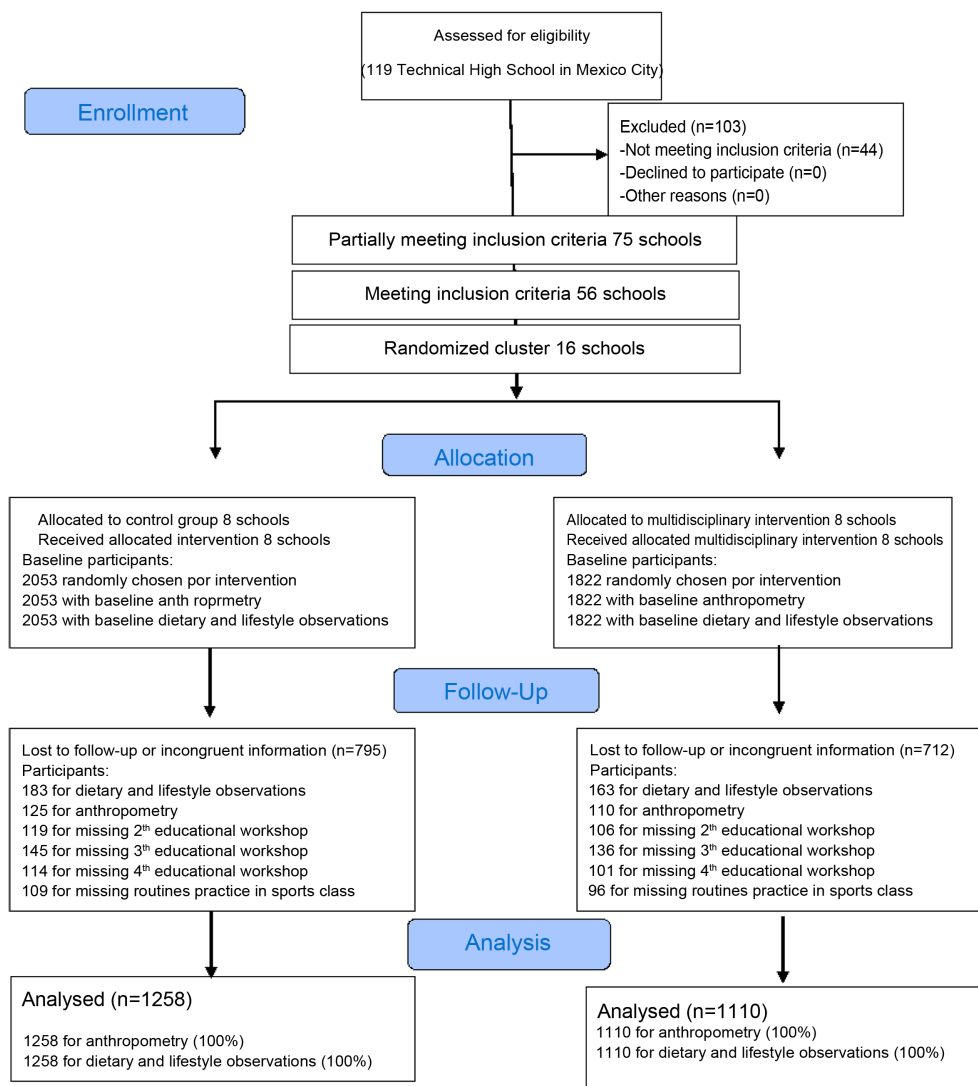 Assessed for eligibility
(119 Technical High School in Mexico City)
Enrollment
Excluded (n=103)
-Not meeting inclusion criteria (n=44)
-Declined to participate (n=0)
-Other reasons (n=0)
Partially meeting inclusion criteria 75 schools
Meeting inclusion criteria 56 schools
Randomized cluster 16 schools
Allocation
Allocated to control group 8 schools
Received allocated intervention 8 schools
Baseline participants:
2053 randomly chosen por intervention
2053 with baseline anth roprmetry
2053 with baseline dietary and lifestyle observations
Allocated to multidisciplinary intervention 8 schools
Received allocated multidisciplinary intervention 8 schools
Baseline participants:
1822 randomly chosen por intervention
1822 with baseline anthropometry
1822 with baseline dietary and lifestyle observations
Follow-Up
Lost to follow-up or incongruent information (n=795)
Participants:
183 for dietary and lifestyle observations
125 for anthropometry
119 for missing 2th educational workshop
145 for missing 3th educational workshop
114 for missing 4th educational workshop
109 for missing routines practice in sports class
Lost to follow-up or incongruent information (n=712)
Participants:
163 for dietary and lifestyle observations
110 for anthropometry
106 for missing 2th educational workshop
136 for missing 3th educational workshop
101 for missing 4th educational workshop
96 for missing routines practice in sports class
Analysis
Analysed (n=1258)
1258 for anthropometry (100%)
1258 for dietary and lifestyle observations (100%)
Analysed (n=1110)
1110 for anthropometry (100%)
1110 for dietary and lifestyle observations (100%)